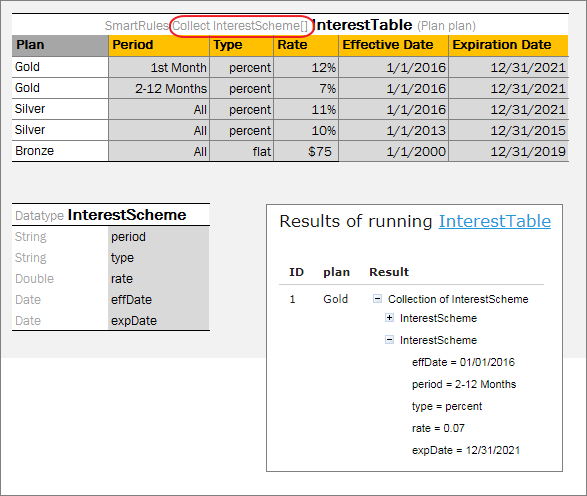 SmartRules Collect InterestScheme[] InterestTable (Plan plan)
Plan Period Type Rate Effective Date Expiration Date
Gold 1st Month percent 12% 1/1/2016 12/31/2021
Gold 2-12 Months percent 7% 1/1/2016 12/31/2021
Silver All percent 11% 1/1/2016 12/31/2021
Silver All percent 10% 1/1/2013 12/31/2015
Bronze All flat $75 1/1/2000 12/31/2019
Datatype InterestScheme
String period
String type
Double rate
Date effDate
Date expDate
Results of running InterestTable
ID plan Result
1 Gold Collection of InterestScheme
InterestScheme
InterestScheme
effDate = 01/01/2016
period = 2-12 Months
type = percent
rate = 0.07
expDate = 12/31/2021